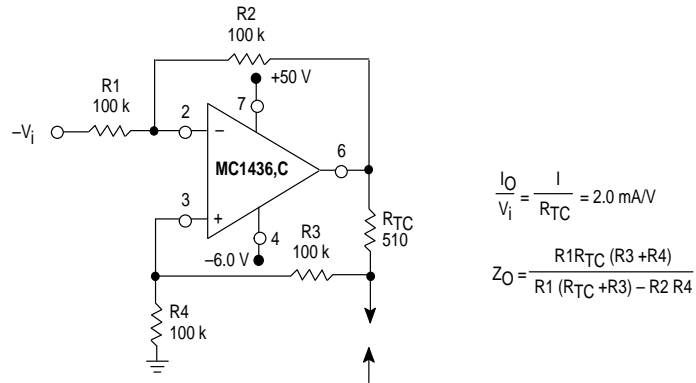 R2
100 k
+50 V
R1
100 k
7
2
–Vi
–
MC1436,C
6
3
+
4
–6.0 V
R3
100 k
RTC
510
R4
100 k
IO
Vi
=
I
RTC
= 2.0 mA/V
ZO =
R1RTC (R3 +R4)
R1 (RTC +R3) – R2 R4